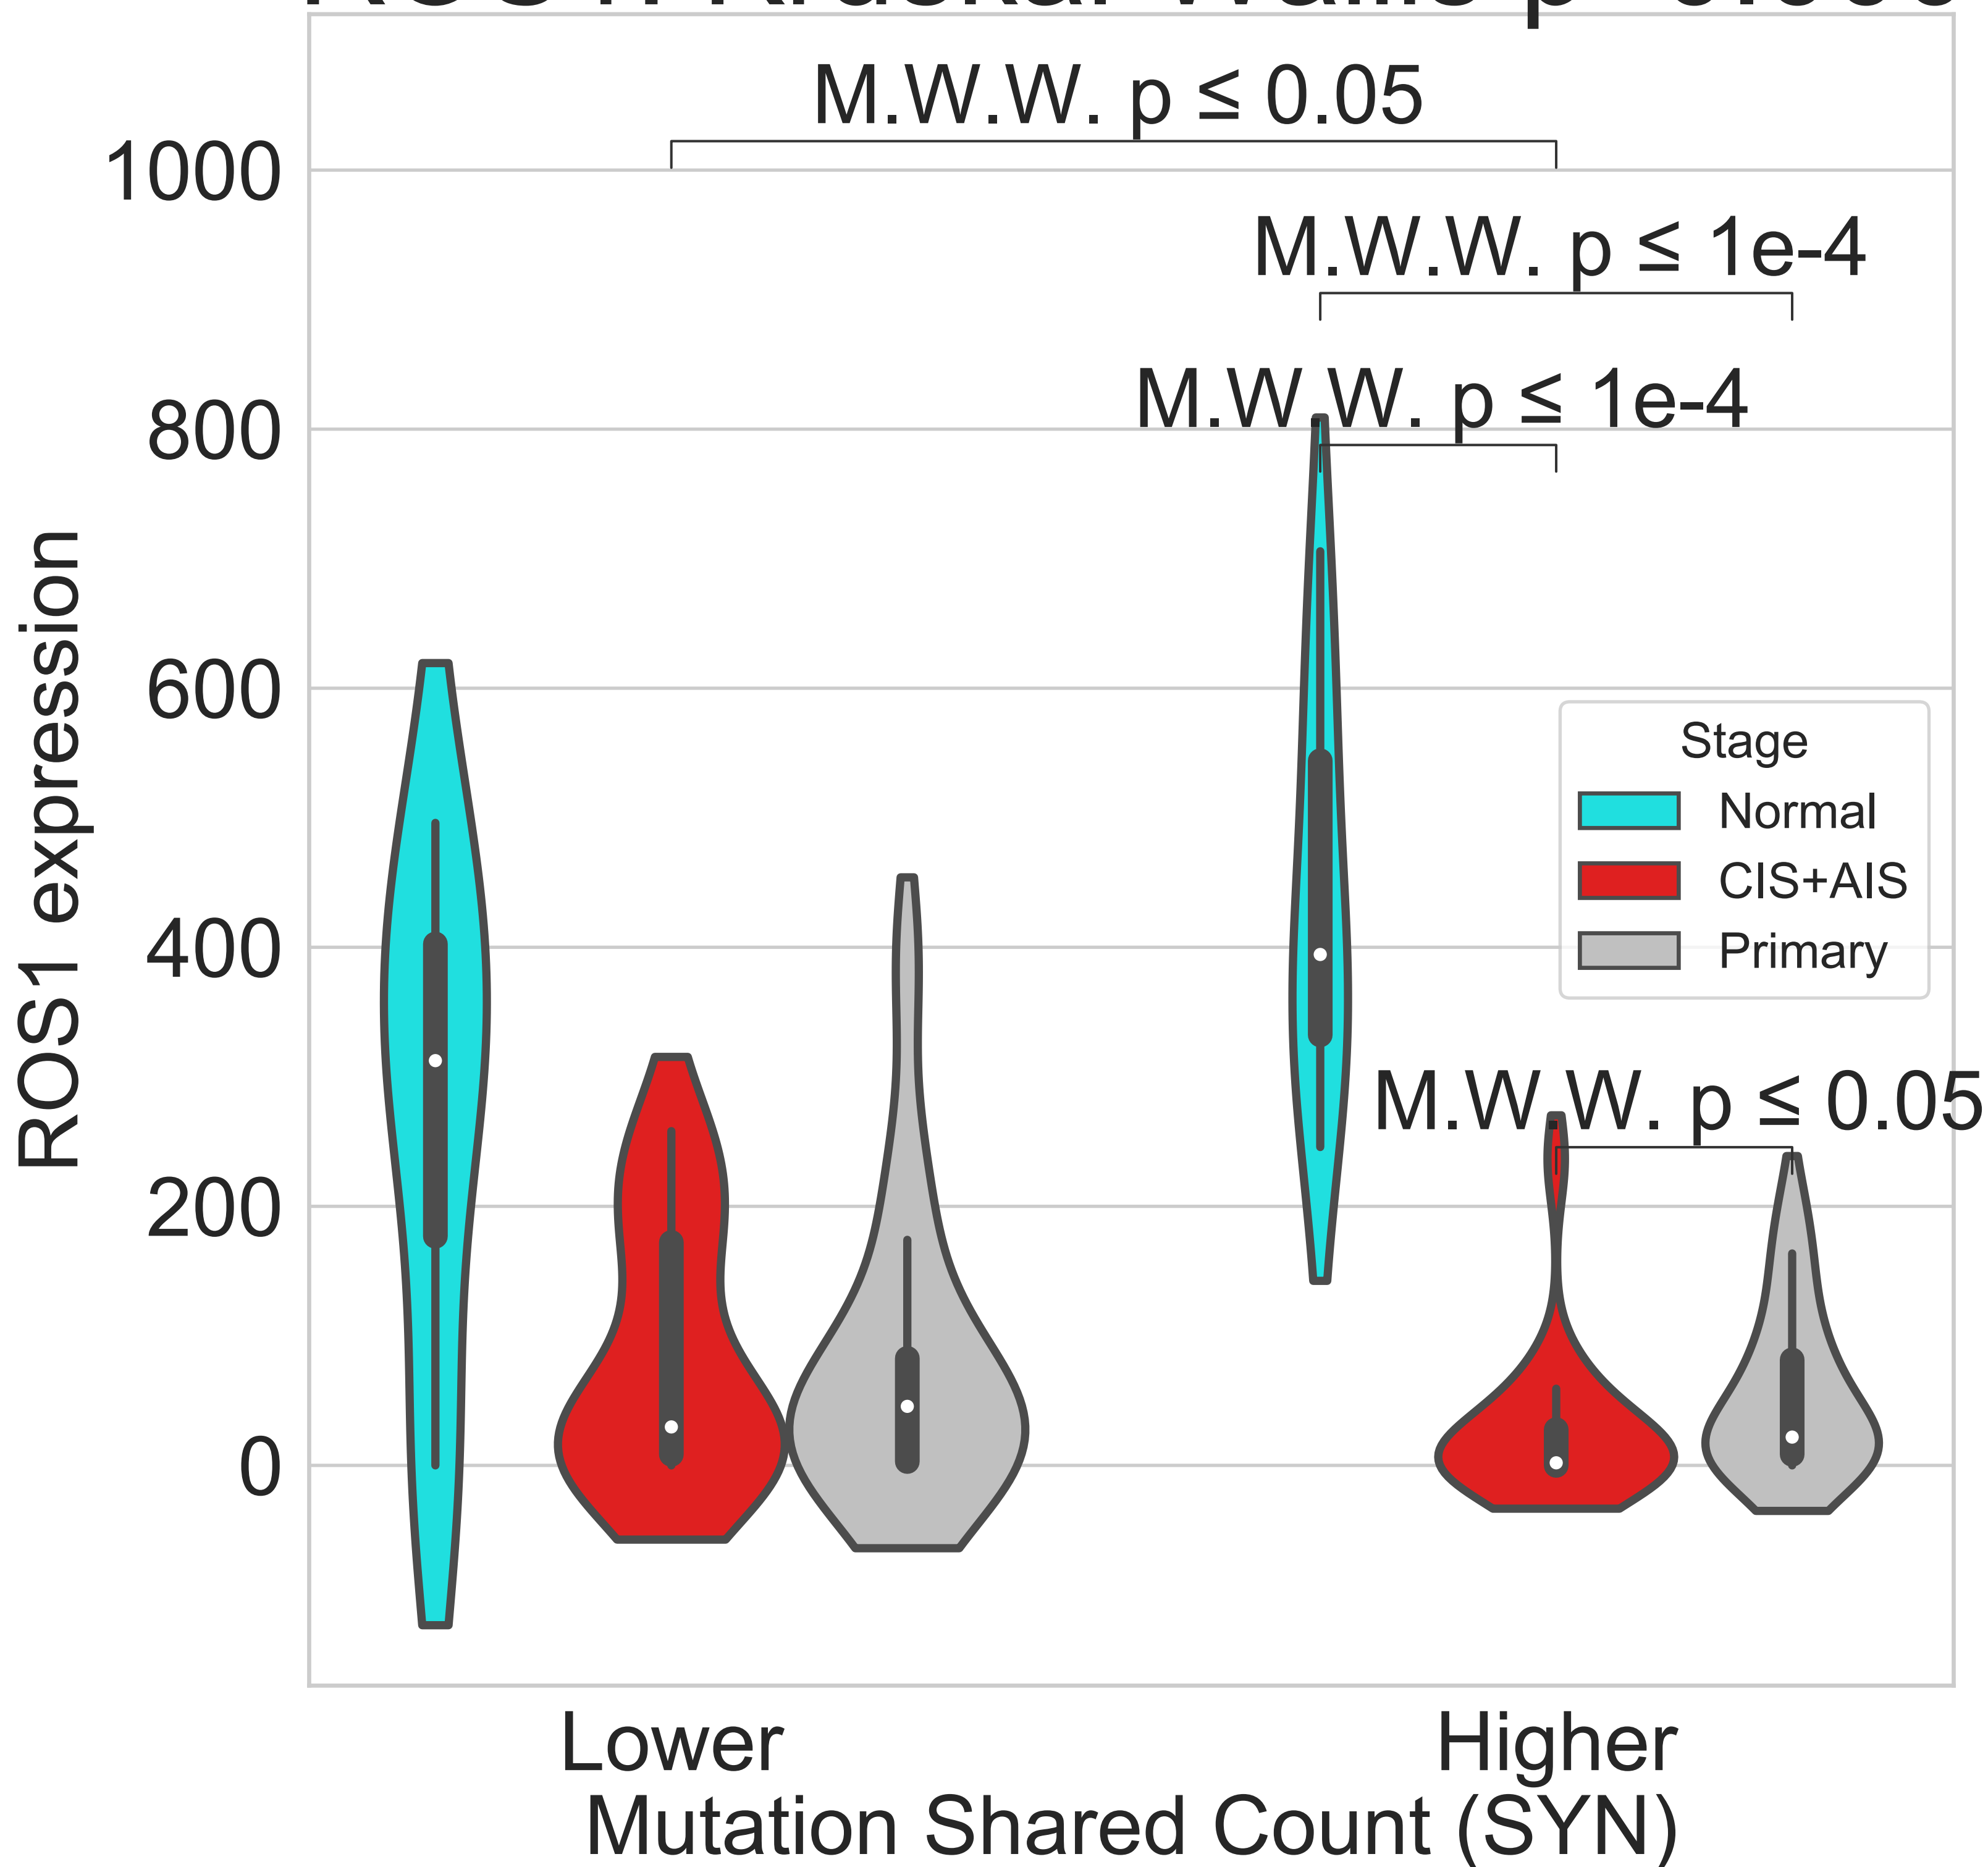 M.W.W. p ≤ 0.05
1000
M.W.W. p ≤ 1e-4
M.W.W. p ≤ 1e-4
800
600
Stage
Normal
CIS+AIS
Primary
400
M.W.W. p ≤ 0.05
200
0
ROS1 expression
Lower
Higher
Mutation Shared Count (SYN)